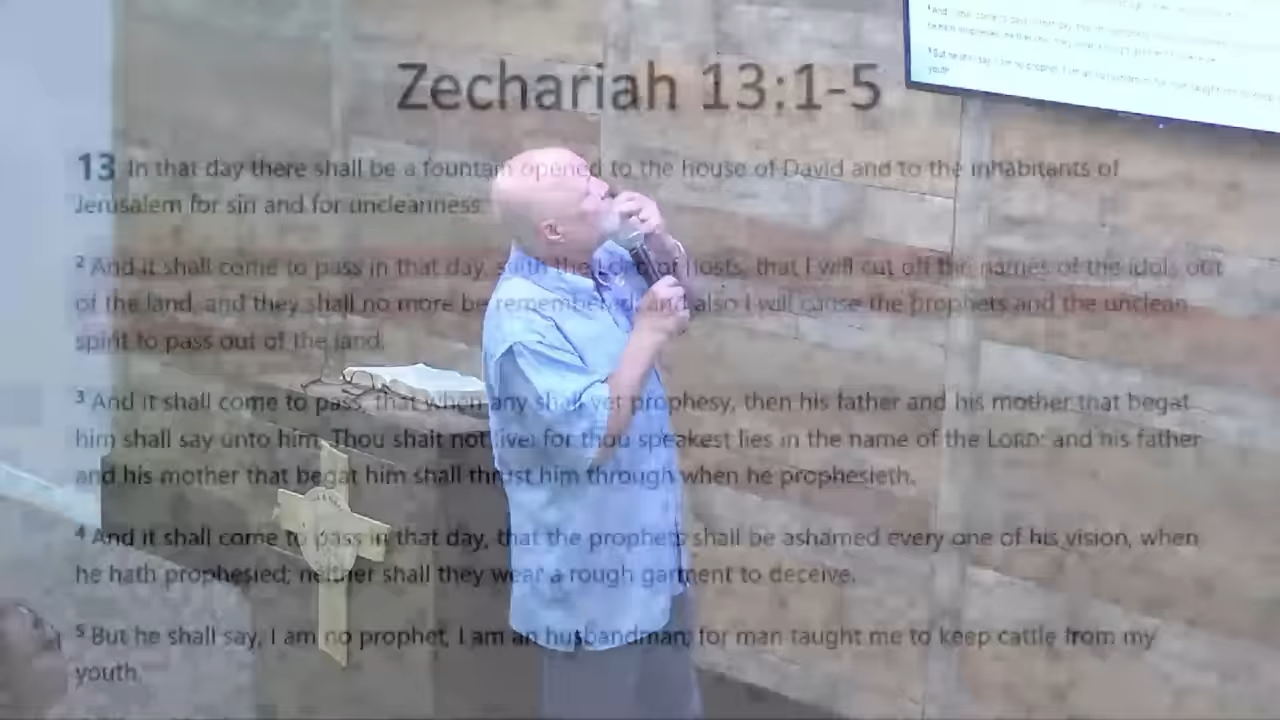 Zechariah 13:1-5
13 In that day there shall be a fountain opened to the house of David and to the inhabitants of
Jerusalem for sin and for uncleanness.
2 And it shall come to pass in that day, saith the LORD of hosts, that I will cut off the names of the idols out
of the land, and they shall no more be remembered: and also I will cause the prophets and the unclean
spirit to pass out of the land.
3 And it shall come to pass, that when any shall yet prophesy, then his father and his mother that begat
him shall say unto him, Thou shalt not live; for thou speakest lies in the name of the LORD: and his father
and his mother that begat him shall thrust him through when he prophesieth.
4 And it shall come to pass in that day, that the prophets shall be ashamed every one of his vision, when
he hath prophesied; neither shall they wear a rough garment to deceive.
5 But he shall say, I am no prophet, I am an husbandman; for man taught me to keep cattle from my
youth.